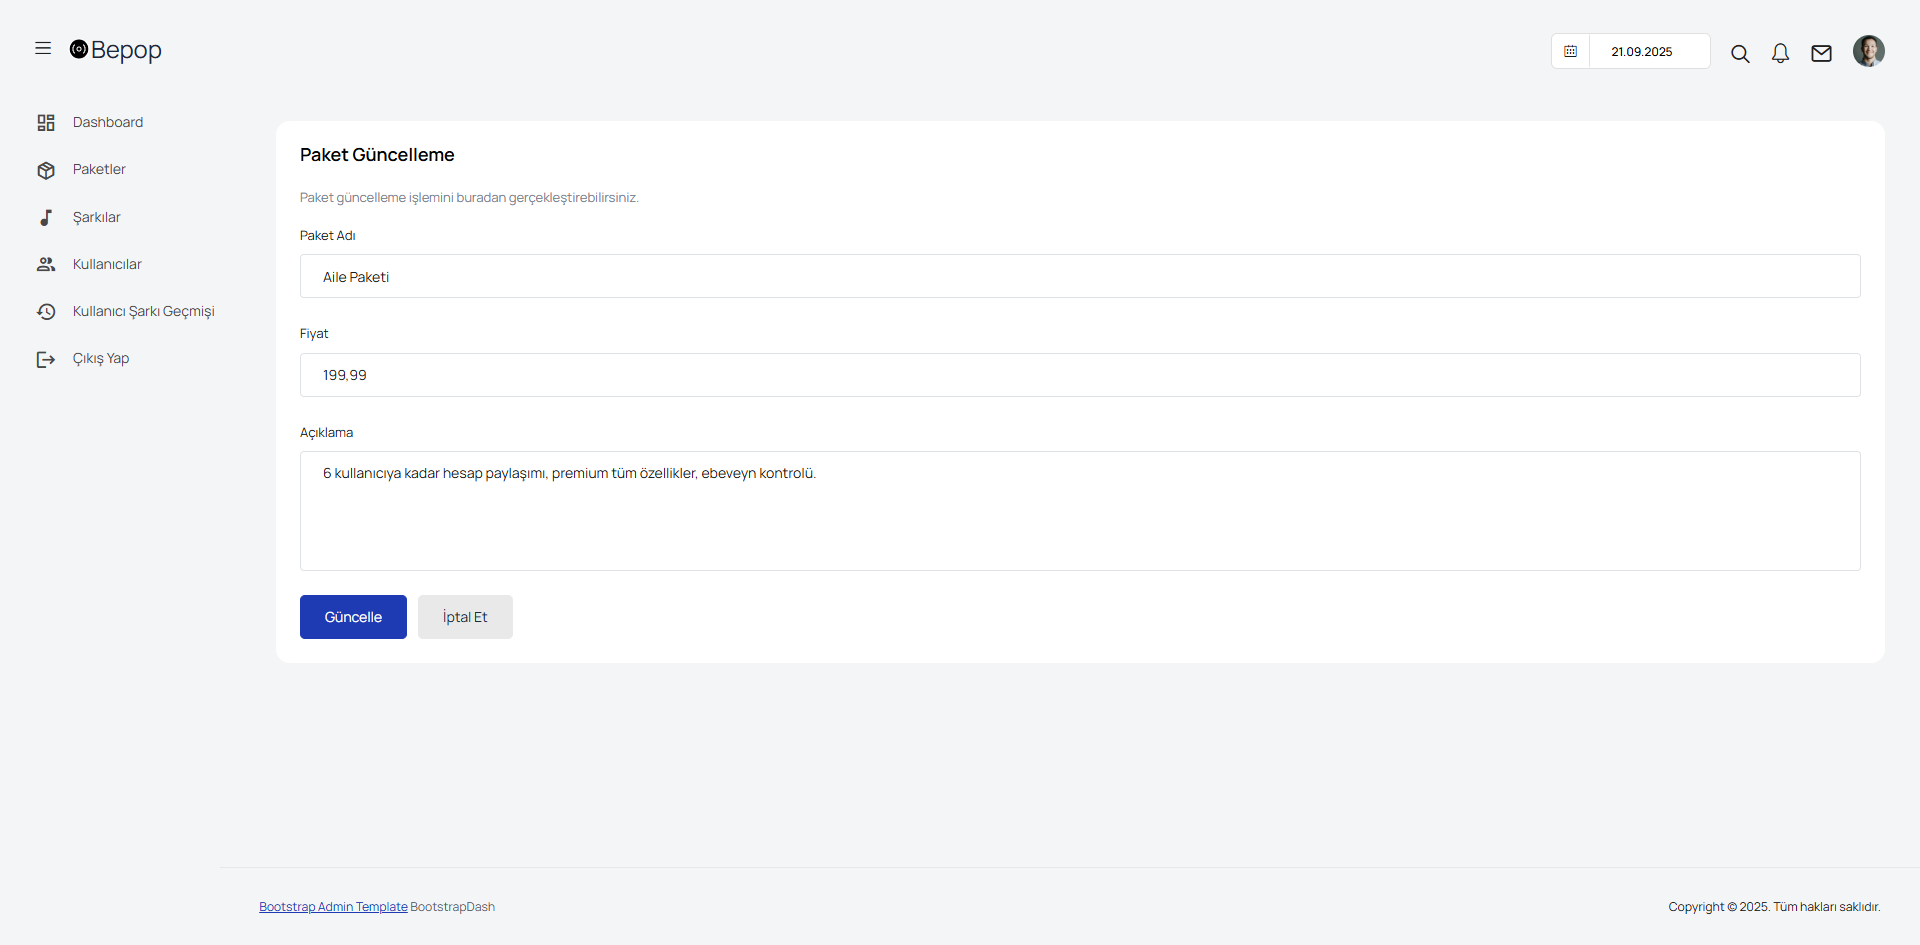 Bepop
21.09.2025
Dashboard
Paketler
Şarkılar
Kullanıcılar
Kullanıcı Şarkı Geçmişi
Çıkış Yap
Paket Güncelleme
Paket güncelleme işlemini buradan gerçekleştirebilirsiniz.
Paket Adı
Aile Paketi
Fiyat
199,99
Açıklama
6 kullanıcıya kadar hesap paylaşımı, premium tüm özellikler, ebeveyn kontrolü.
Güncelle
İptal Et
Bootstrap Admin Template BootstrapDash
Copyright © 2025. Tüm hakları saklıdır.